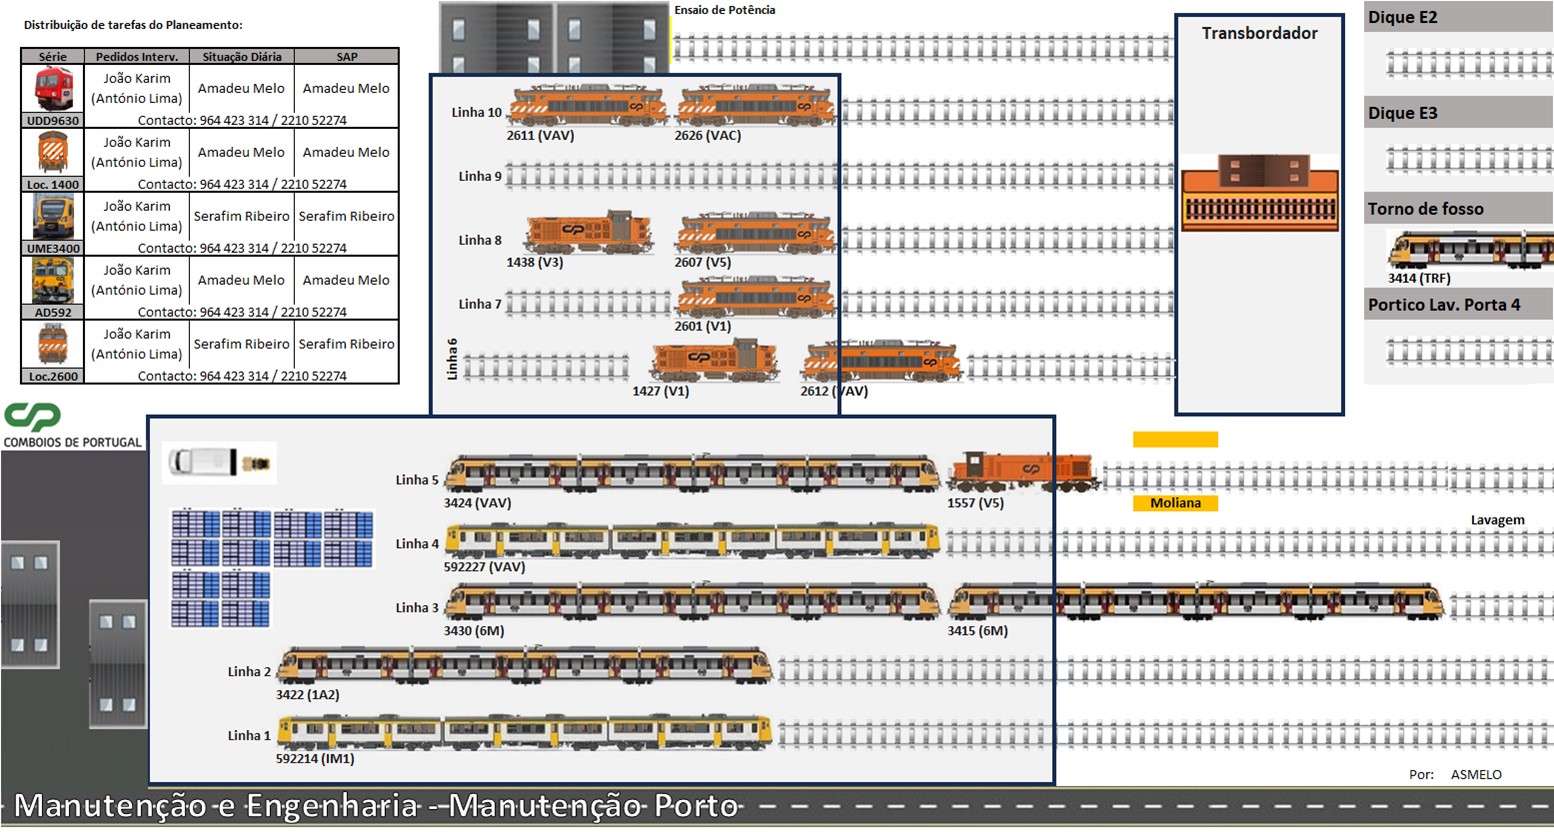 Distribuição de tarefas do Planeamento:
Série Pedidos Interv. Situação Diária SAP
João Karim
(António Lima) Amadeu Melo Amadeu Melo
UDD9630 Contacto: 964 423 314 / 2210 52274
João Karim
(António Lima) Amadeu Melo Amadeu Melo
Loc. 1400 Contacto: 964 423 314 / 2210 52274
João Karim
(António Lima) Serafim Ribeiro Serafim Ribeiro
UME3400 Contacto: 964 423 314 / 2210 52274
João Karim
(António Lima) Amadeu Melo Amadeu Melo
AD592 Contacto: 964 423 314 / 2210 52274
João Karim
(António Lima) Serafim Ribeiro Serafim Ribeiro
Loc.2600 Contacto: 964 423 314 / 2210 52274
CP
COMBOIOS DE PORTUGAL
Ensaio de Potência
Linha 10
2611 (VAV) 2626 (VAC)
Linha 9
Linha 8
1438 (V3) 2607 (V5)
Linha 7
2601 (V1)
Linha 6
1427 (V1) 2612 (VAV)
Transbordador
Dique E2
Dique E3
Torno de fosso
3414 (TRF)
Portico Lav. Porta 4
Linha 5
3424 (VAV) 1557 (V5)
Moliana
Lavagem
Linha 4
592227 (VAV)
Linha 3
3430 (6M) 3415 (6M)
Linha 2
3422 (1A2)
Linha 1
592214 (IM1)
Por: ASMELO
Manutenção e Engenharia - Manutenção Porto